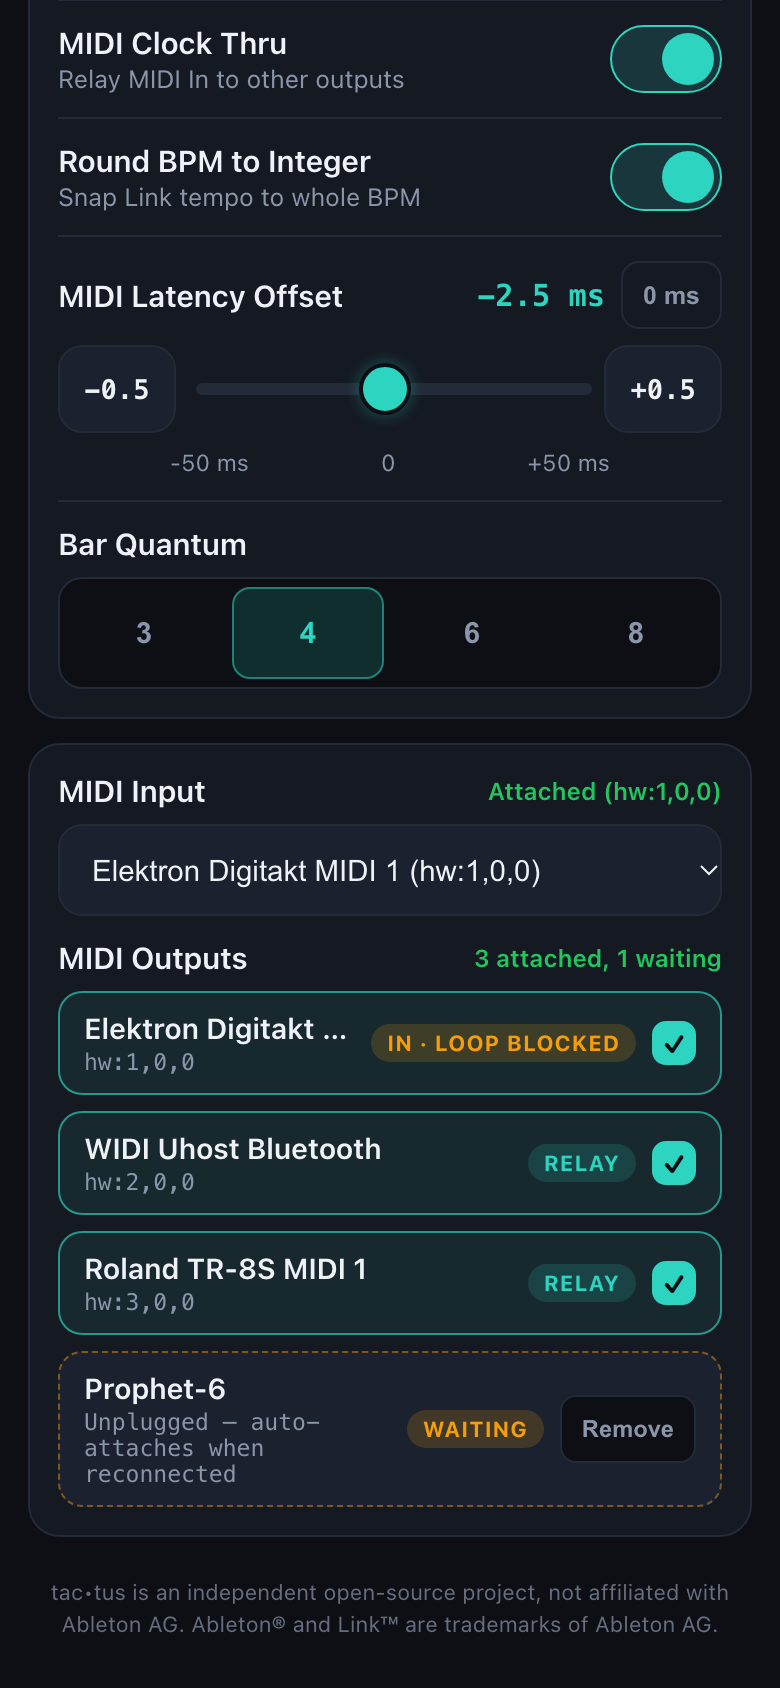 MIDI Clock Thru
Relay MIDI In to other outputs
Round BPM to Integer
Snap Link tempo to whole BPM
MIDI Latency Offset
−2.5 ms
0 ms
−0.5
+0.5
-50 ms
0
+50 ms
Bar Quantum
3
4
6
8
MIDI Input
Attached (hw:1,0,0)
Elektron Digitakt MIDI 1 (hw:1,0,0)
MIDI Outputs
3 attached, 1 waiting
Elektron Digitakt ...
IN · LOOP BLOCKED
hw:1,0,0
WIDI Uhost Bluetooth
RELAY
hw:2,0,0
Roland TR-8S MIDI 1
RELAY
hw:3,0,0
Prophet-6
Unplugged — auto-
attaches when
reconnected
WAITING
Remove
tac•tus is an independent open-source project, not affiliated with
Ableton AG. Ableton® and Link™ are trademarks of Ableton AG.